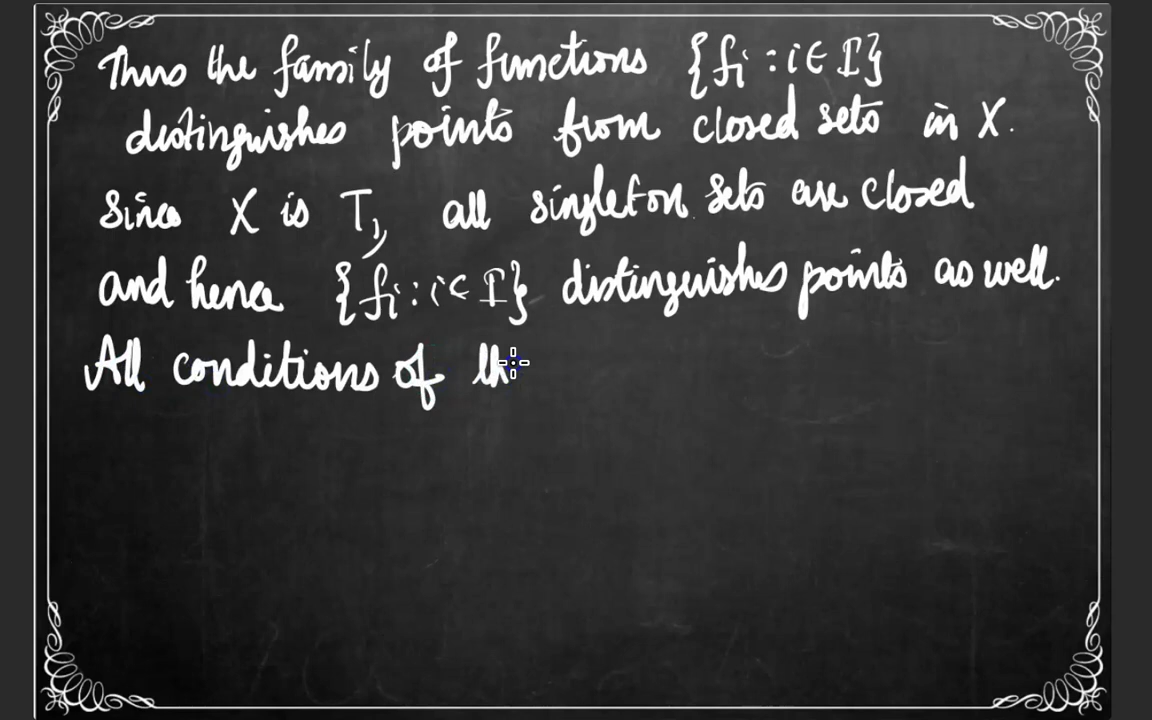 Thus the family of functions {fi : i ∈ I}
distinguishes points from closed sets in X.
Since X is T₁, all singleton sets are closed
and hence {fi : i ∈ I} distinguishes points as well.
All conditions of th